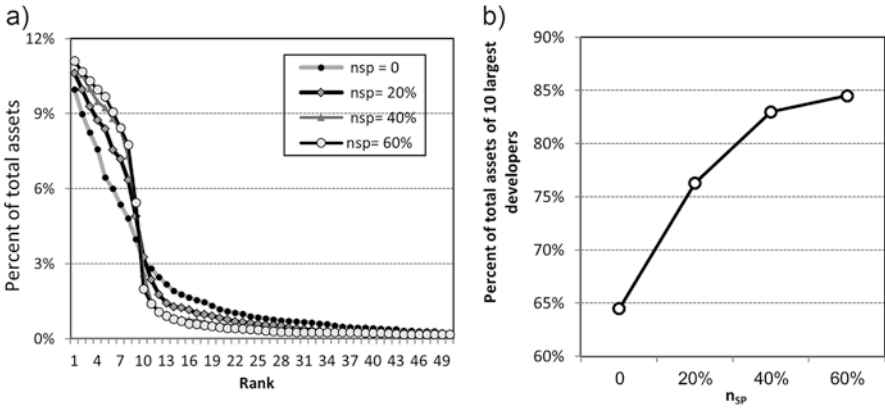 a)
12%
9%
6%
3%
0%
Percent of total assets
nsp = 0
nsp= 20%
nsp= 40%
nsp= 60%
1 4 7 10 13 16 19 22 25 28 31 34 37 40 43 46 49
Rank
b)
90%
85%
80%
75%
70%
65%
60%
Percent of total assets of 10 largest
developers
0 20% 40% 60%
nSP